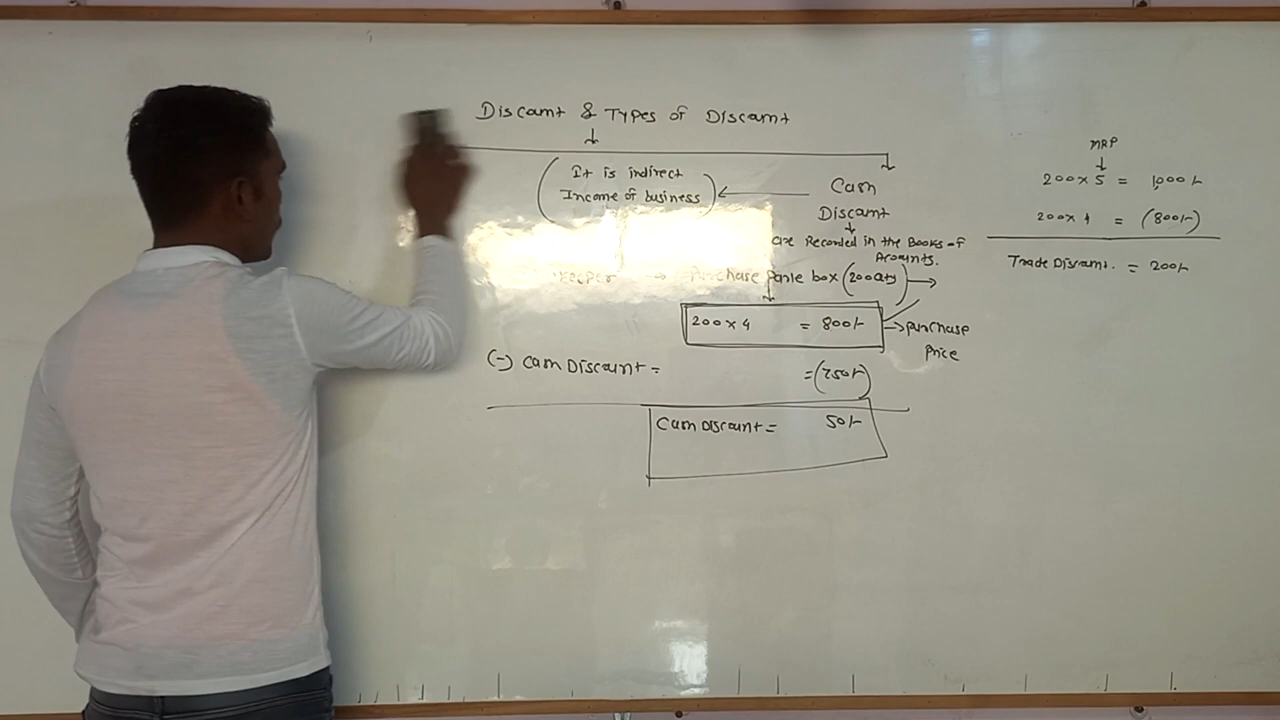 Discount & Types of Discount
It is indirect
Income of business
Cash
Discount
are Recorded in the Books of
Accounts.
keeper → Purchase parle box (200 Qty) →
200 × 4 = 800/-
→ purchase
Price
(-) Cash Discount = = (750/-)
Cash Discount = 50/-
MRP
200 × 5 = 1,000/-
200 × 4 = (800/-)
Trade Discount. = 200/-